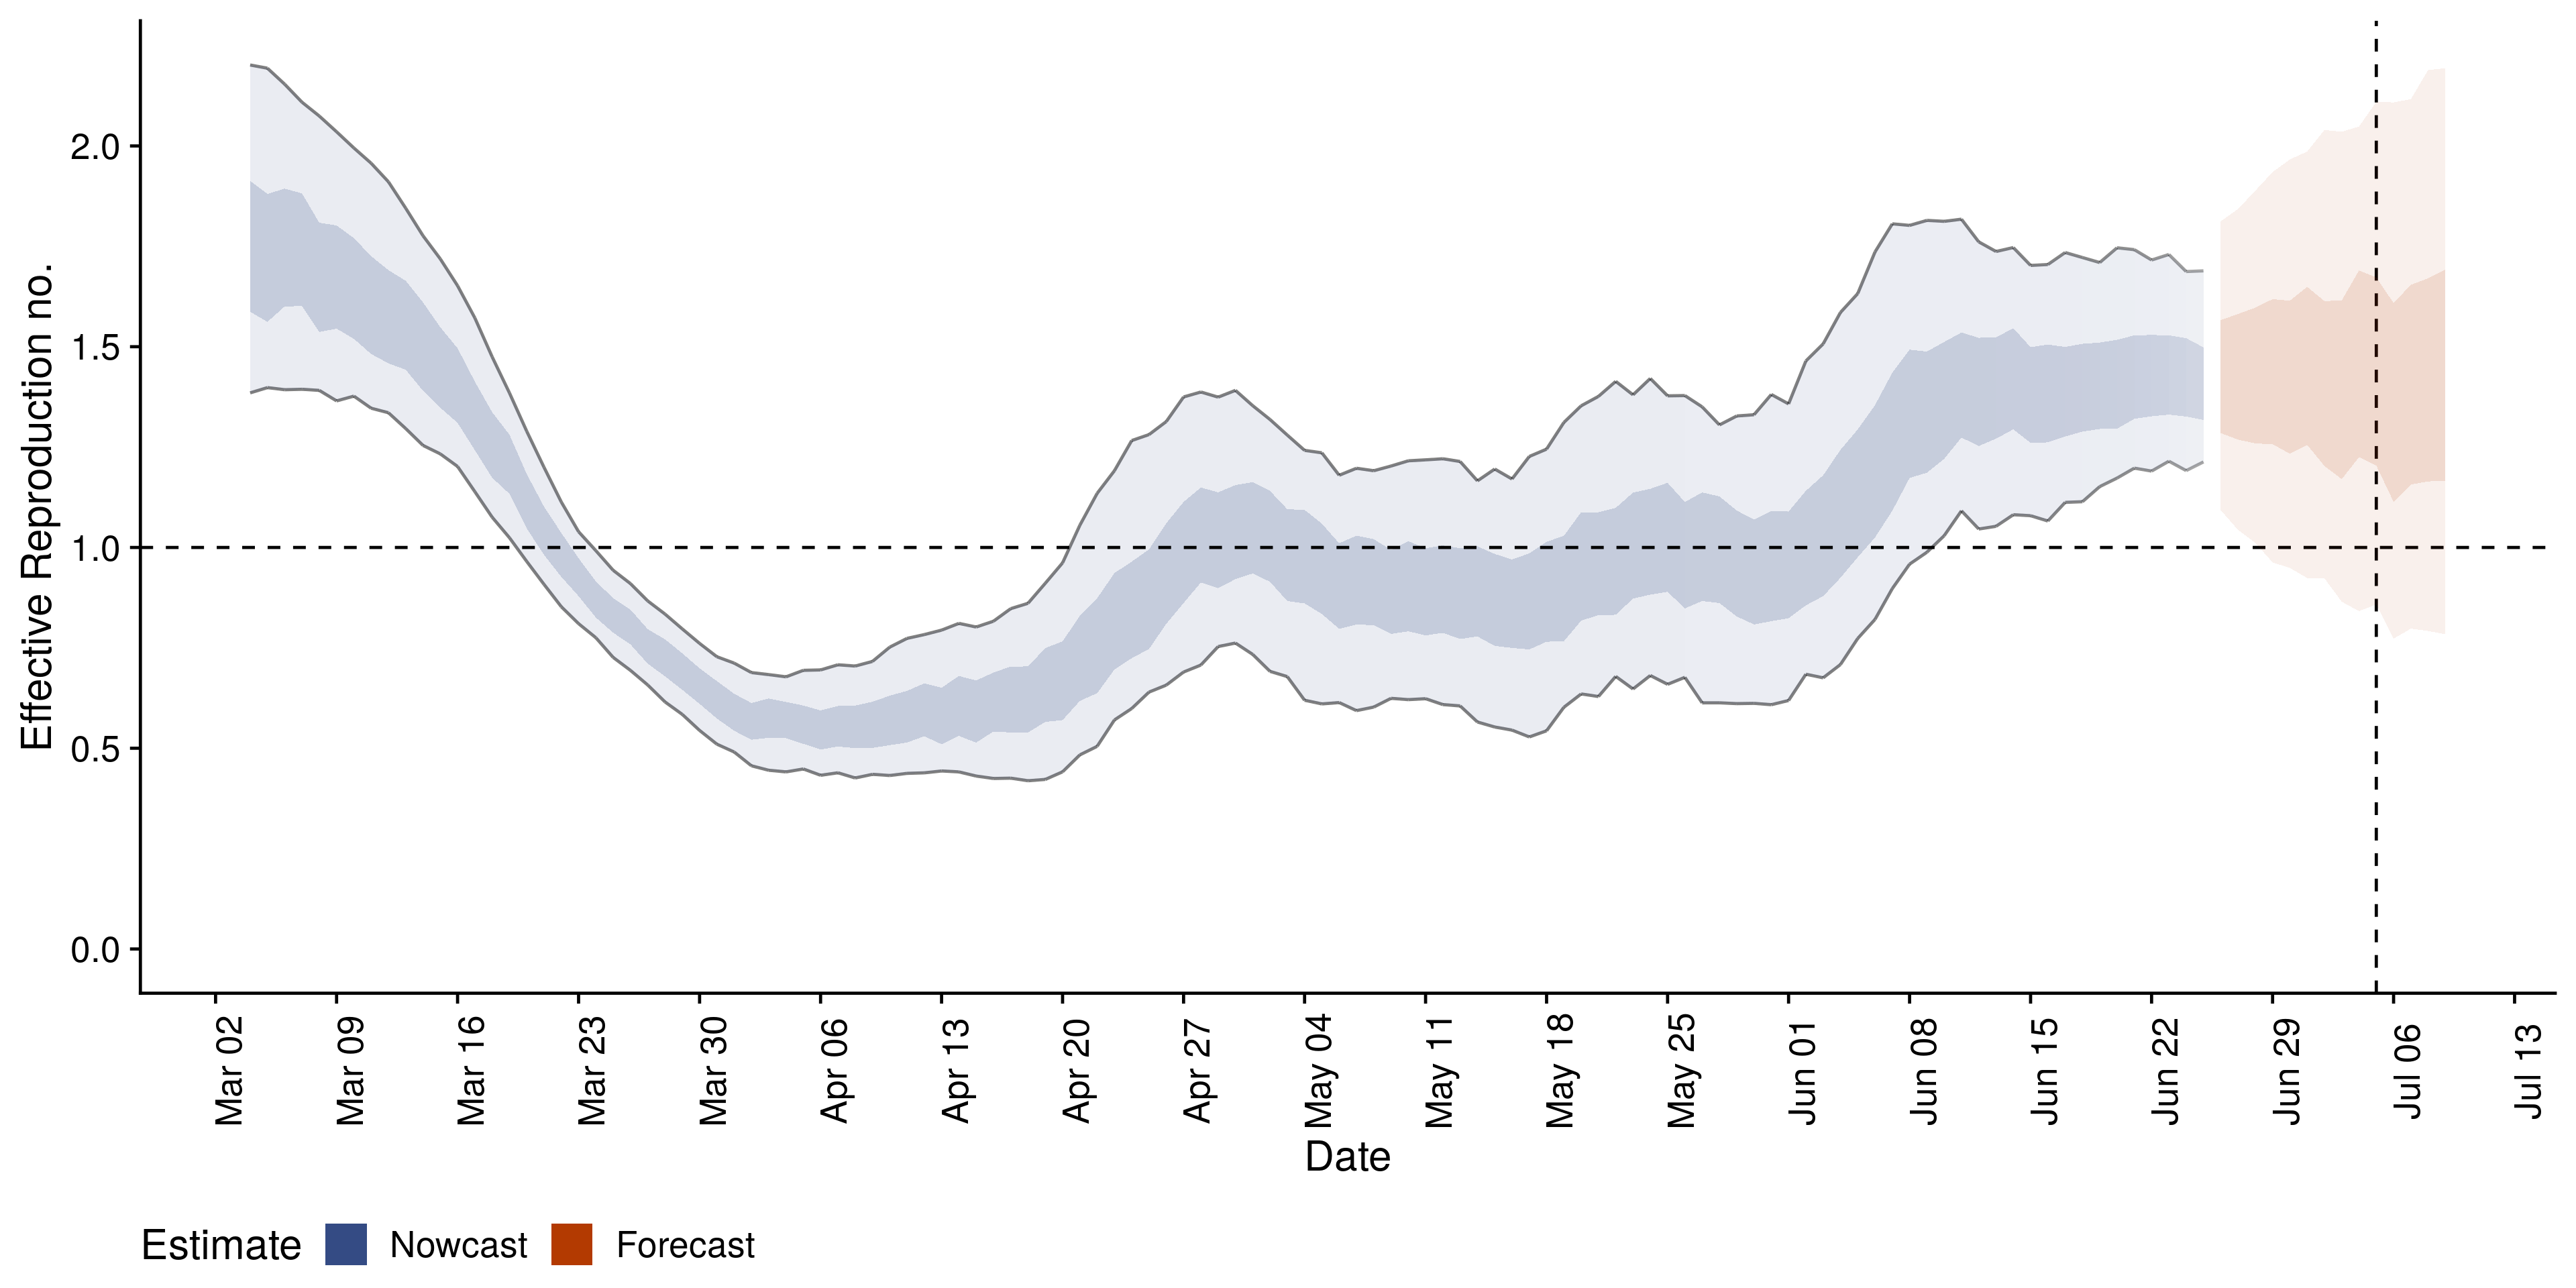 Effective Reproduction no.
2.0
1.5
1.0
0.5
0.0
Mar 02
Mar 09
Mar 16
Mar 23
Mar 30
Apr 06
Apr 13
Apr 20
Apr 27
May 04
May 11
May 18
May 25
Jun 01
Jun 08
Jun 15
Jun 22
Jun 29
Jul 06
Jul 13
Date
Estimate Nowcast Forecast